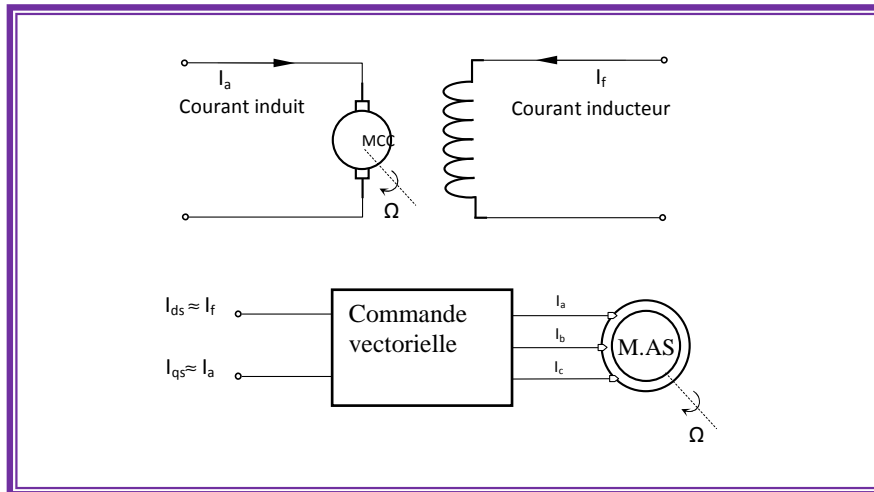 Ia
Courant induit
If
Courant inducteur
MCC
Ω
Ids ≈ If
Iqs≈ Ia
Commande
vectorielle
Ia
Ib
Ic
M.AS
Ω